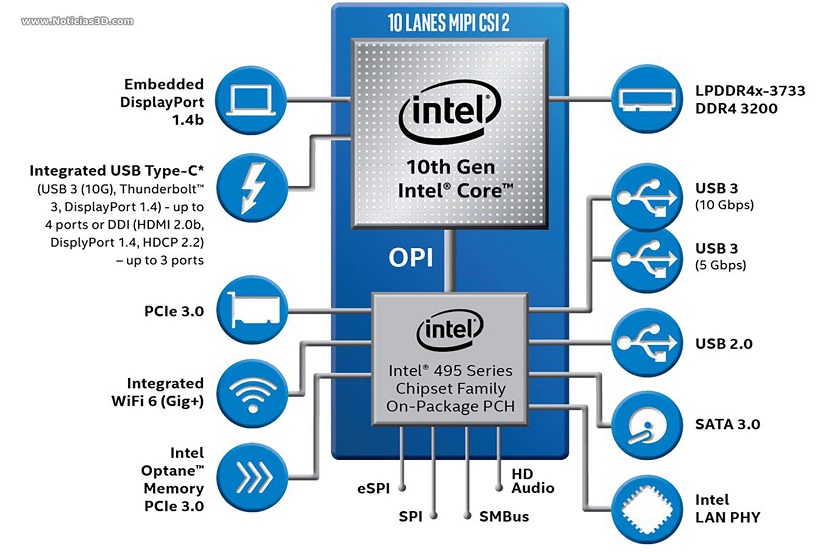 www.Noticias3D.com
10 LANES MIPI CSI 2
Embedded
DisplayPort
1.4b
Integrated USB Type-C*
(USB 3 (10G), Thunderbolt™
3, DisplayPort 1.4) - up to
4 ports or DDI (HDMI 2.0b,
DisplyPort 1.4, HDCP 2.2)
– up to 3 ports
PCIe 3.0
Integrated
WiFi 6 (Gig+)
Intel
Optane™
Memory
PCIe 3.0
intel®
10th Gen
Intel® Core™
OPI
intel®
Intel® 495 Series
Chipset Family
On-Package PCH
eSPI
SPI
SMBus
HD
Audio
LPDDR4x-3733
DDR4 3200
USB 3
(10 Gbps)
USB 3
(5 Gbps)
USB 2.0
SATA 3.0
Intel
LAN PHY